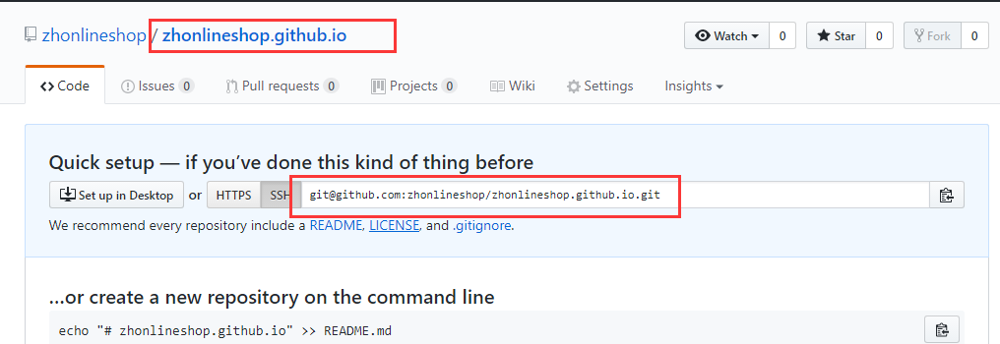 zhonlineshop / zhonlineshop.github.io Watch 0 Star 0 Fork 0
Code Issues 0 Pull requests 0 Projects 0 Wiki Settings Insights
Quick setup — if you’ve done this kind of thing before
Set up in Desktop or HTTPS SSH git@github.com:zhonlineshop/zhonlineshop.github.io.git
We recommend every repository include a README, LICENSE, and .gitignore.
…or create a new repository on the command line
echo "# zhonlineshop.github.io" >> README.md